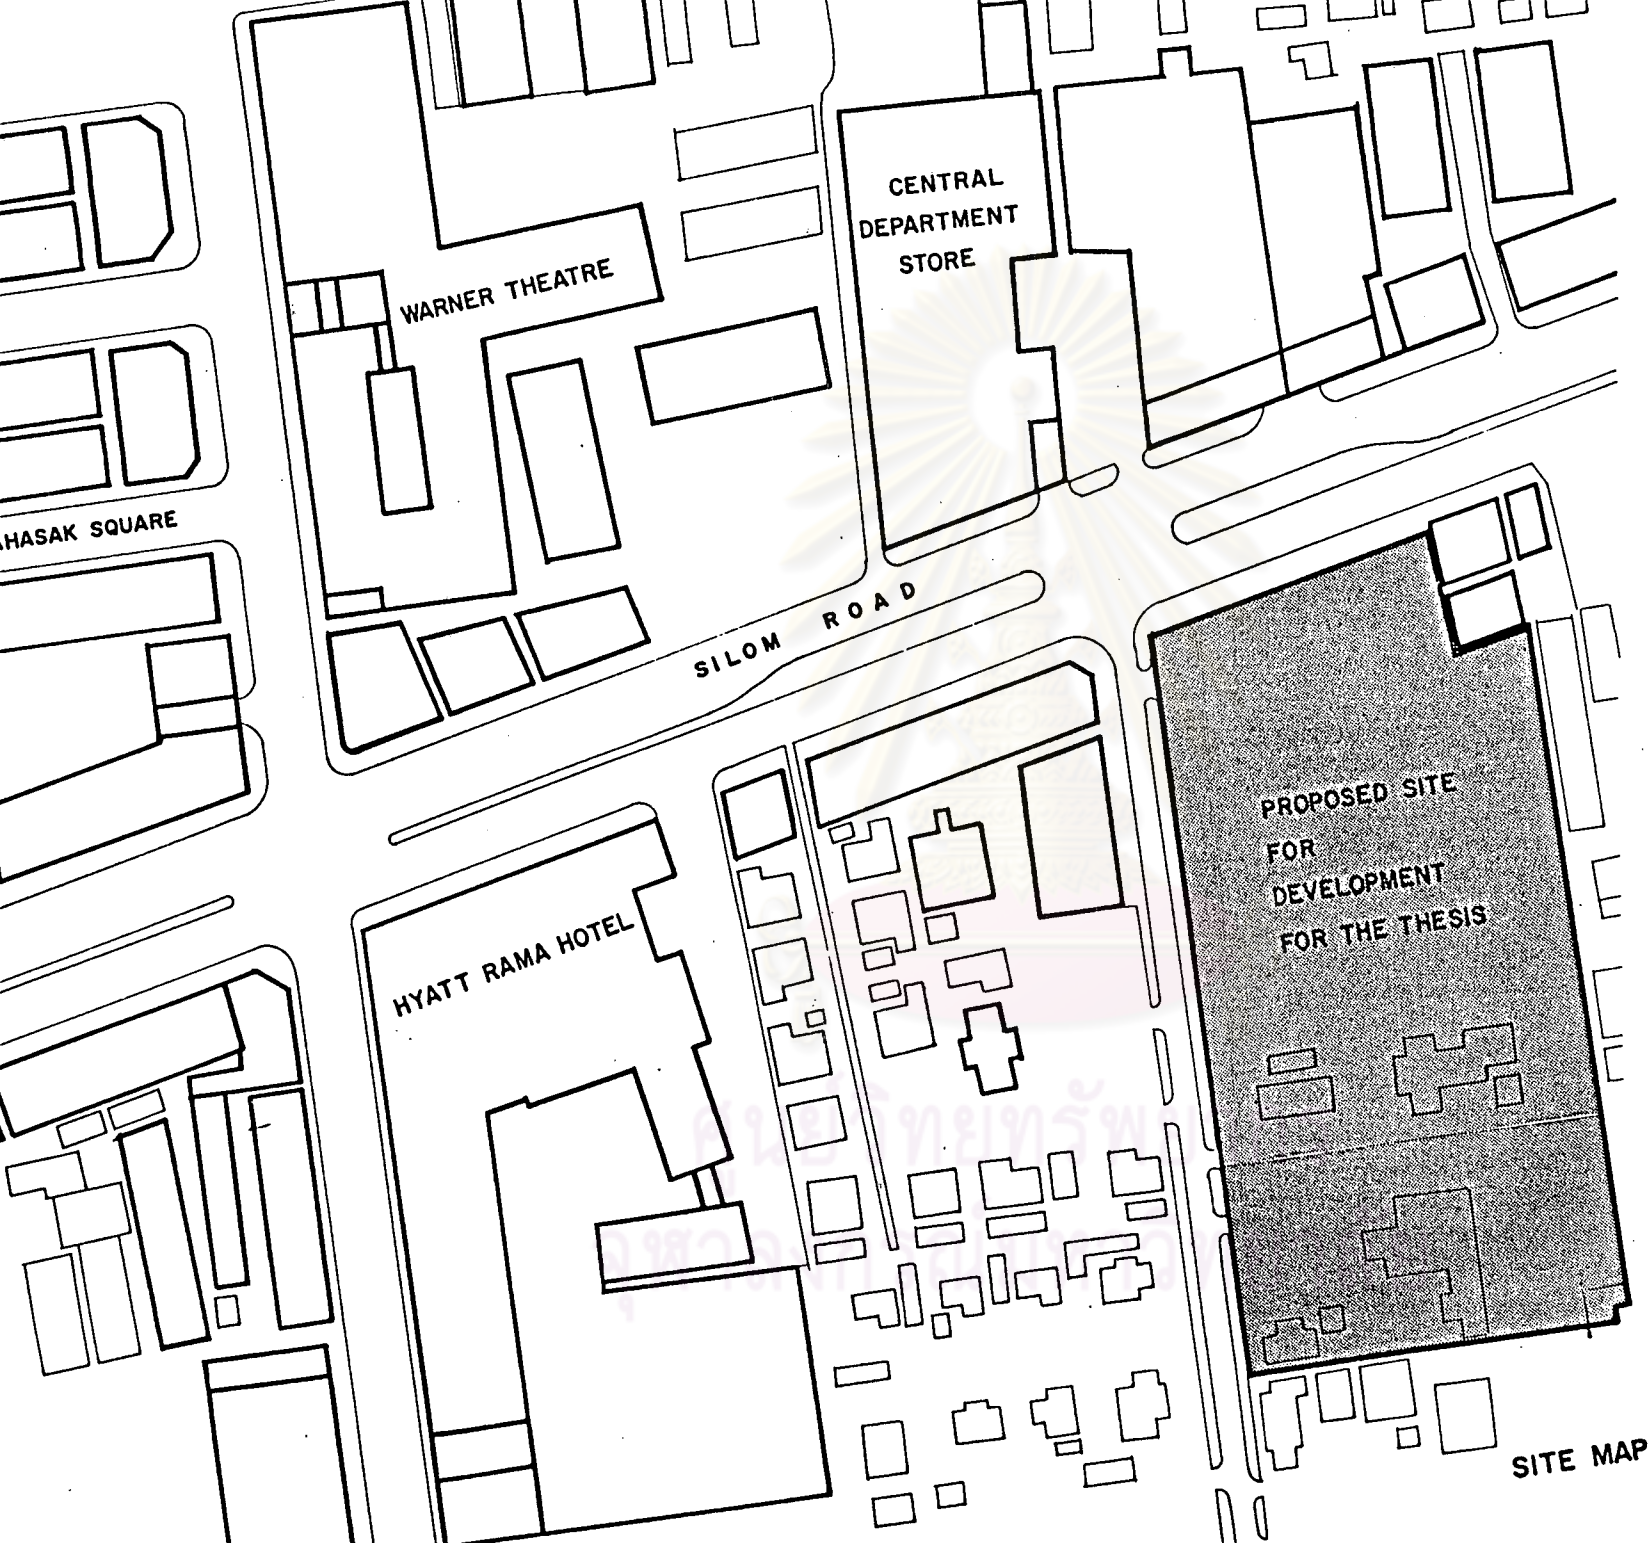 CENTRAL
DEPARTMENT
STORE
WARNER THEATRE
AHASAK SQUARE
SILOM ROAD
PROPOSED SITE
FOR
DEVELOPMENT
FOR THE THESIS
HYATT RAMA HOTEL
SITE MAP